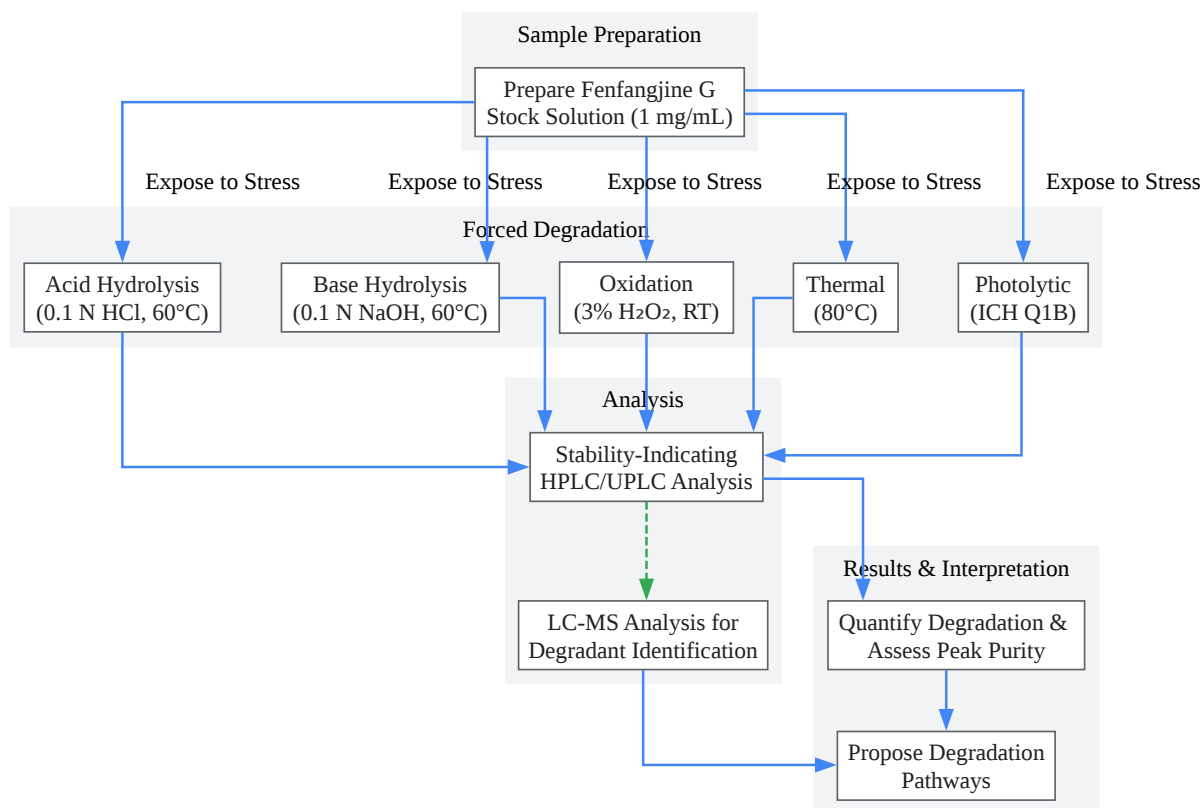 Sample Preparation
Prepare Fenfangjine G
Stock Solution (1 mg/mL)
Expose to Stress
Expose to Stress
Expose to Stress
Expose to Stress
Expose to Stress
Forced Degradation
Acid Hydrolysis
(0.1 N HCl, 60°C)
Base Hydrolysis
(0.1 N NaOH, 60°C)
Oxidation
(3% H₂O₂, RT)
Thermal
(80°C)
Photolytic
(ICH Q1B)
Analysis
Stability-Indicating
HPLC/UPLC Analysis
LC-MS Analysis for
Degradant Identification
Results & Interpretation
Quantify Degradation &
Assess Peak Purity
Propose Degradation
Pathways